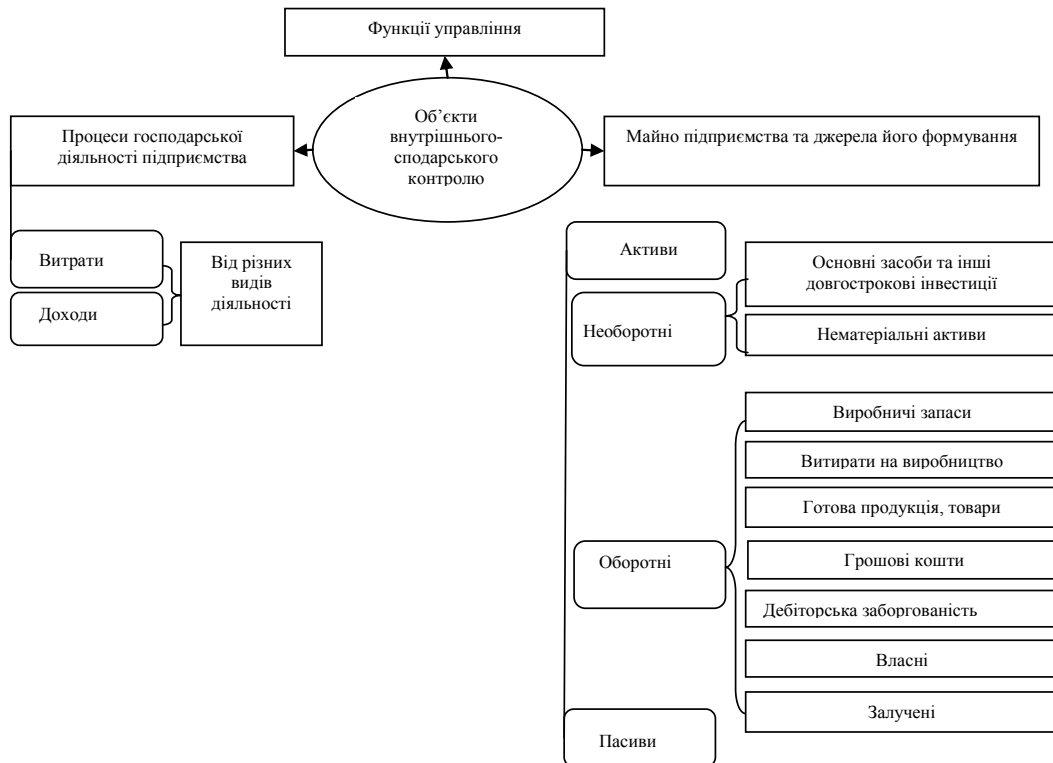 Функції управління
Об’єкти
внутрішнього-
сподарського
контролю
Процеси господарської
діяльності підприємства
Майно підприємства та джерела його формування
Витрати
Доходи
Від різних
видів
діяльності
Активи
Необоротні
Основні засоби та інші
довгострокові інвестиції
Нематеріальні активи
Оборотні
Виробничі запаси
Витирати на виробництво
Готова продукція, товари
Грошові кошти
Дебіторська заборгованість
Власні
Залучені
Пасиви